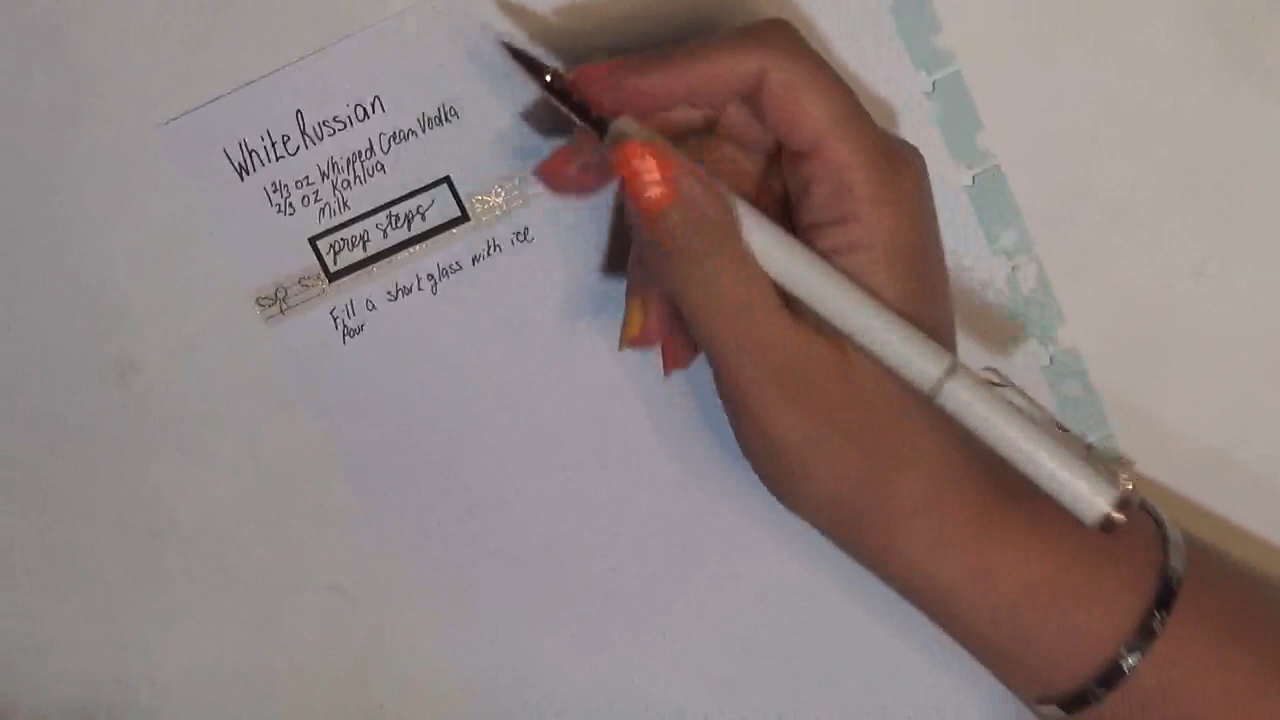 White Russian
1 2/3 oz Whipped Cream Vodka
2/3 oz Kahlua
Milk
prep steps
Fill a short glass with ice
Pour